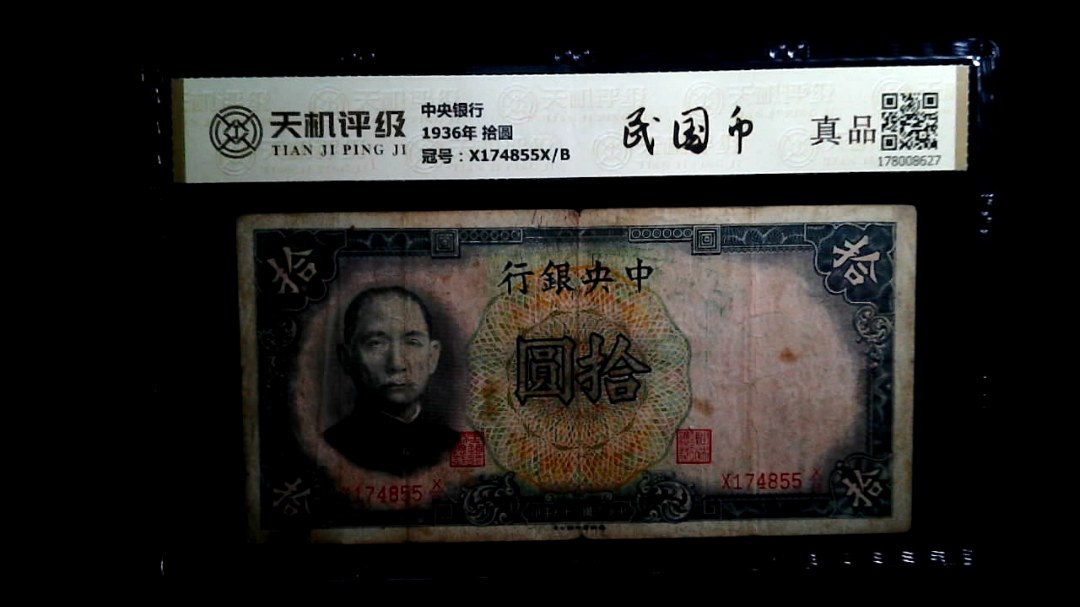 天机评级
TIAN JI PING JI
中央银行
1936年 拾圆
冠号：X174855X/B
民国币
真品
178008627
行銀央中
圓拾
拾
拾
拾
拾
174855 X
X174855 X